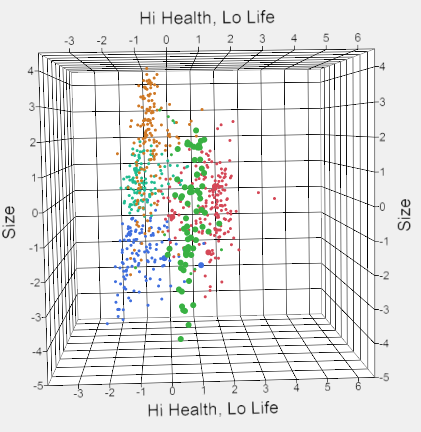 Hi Health, Lo Life
-3 -2 -1 0 1 2 3 4 5 6
4 4
3 3
2 2
1 1
0 0
-1 -1
-2 -2
-3 -3
-4 -4
-5 -5
Size
Size
-3 -2 -1 0 1 2 3 4 5 6
Hi Health, Lo Life